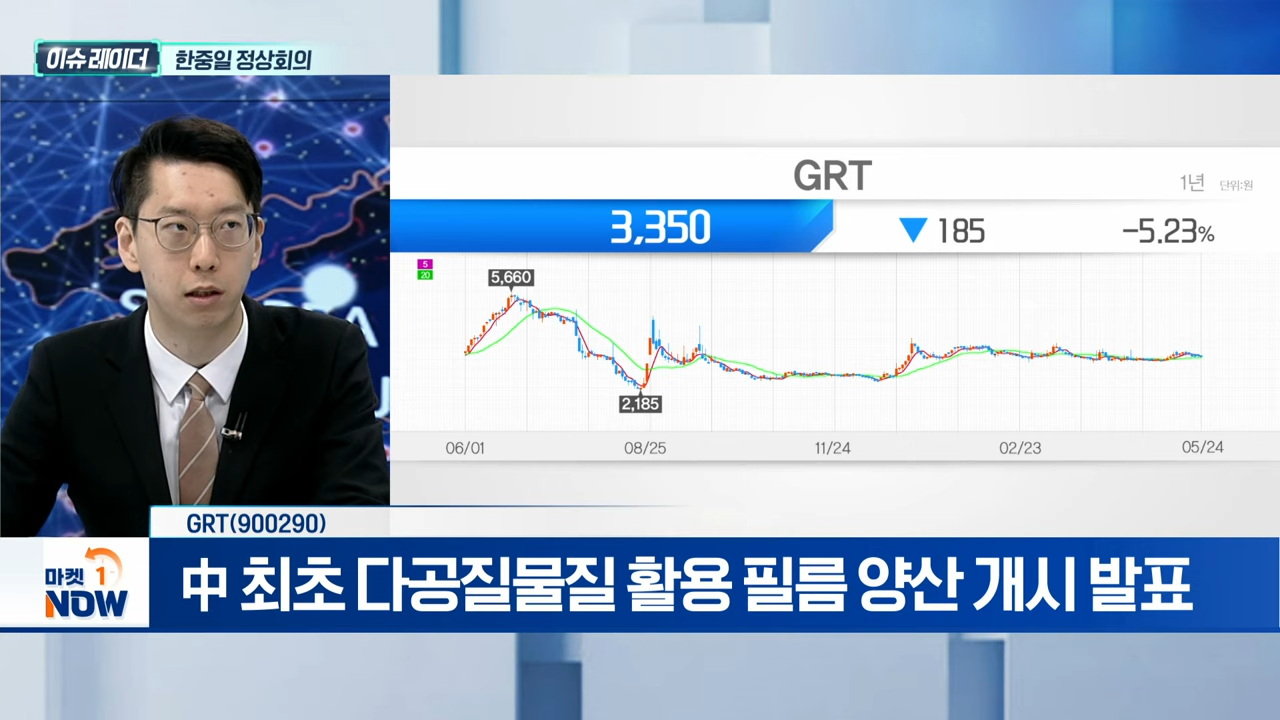 이슈 레이더 한중일 정상회의
GRT
1년 단위:원
3,350 ▼ 185 -5.23%
5
20
5,660
2,185
06/01 08/25 11/24 02/23 05/24
GRT(900290)
마켓 1
NOW
中 최초 다공질물질 활용 필름 양산 개시 발표